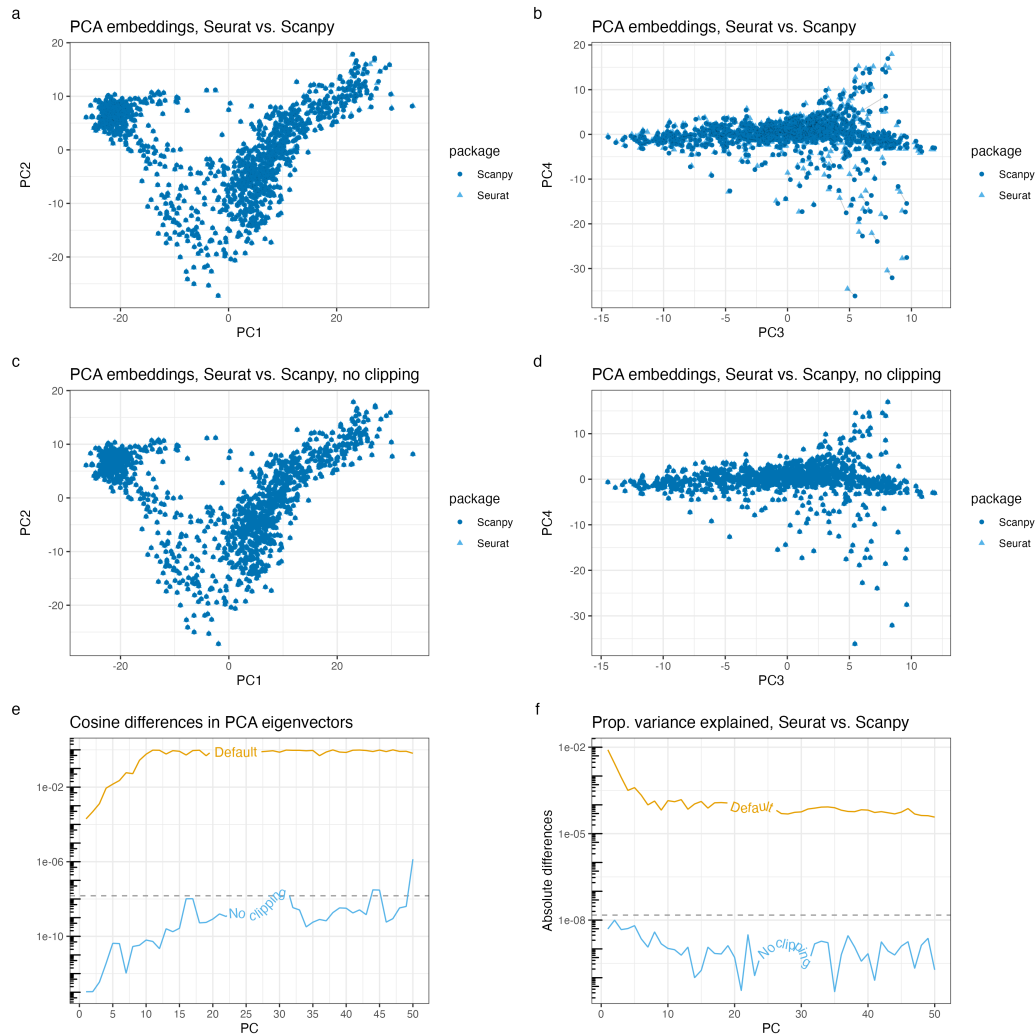 a
PCA embeddings, Seurat vs. Scanpy
20
10
0
-10
-20
PC2
-20
0
20
PC1
package
Scanpy
Seurat
b
PCA embeddings, Seurat vs. Scanpy
20
10
0
-10
-20
-30
PC4
-15
-10
-5
0
5
10
PC3
package
Scanpy
Seurat
c
PCA embeddings, Seurat vs. Scanpy, no clipping
20
10
0
-10
-20
PC2
-20
0
20
PC1
package
Scanpy
Seurat
d
PCA embeddings, Seurat vs. Scanpy, no clipping
10
0
-10
-20
-30
PC4
-15
-10
-5
0
5
10
PC3
package
Scanpy
Seurat
e
Cosine differences in PCA eigenvectors
Default
1e-02
1e-06
1e-10
No clipping
0
5
10
15
20
25
30
35
40
45
50
PC
f
Prop. variance explained, Seurat vs. Scanpy
1e-02
1e-05
1e-08
Absolute differences
Default
No clipping
0
10
20
30
40
50
PC